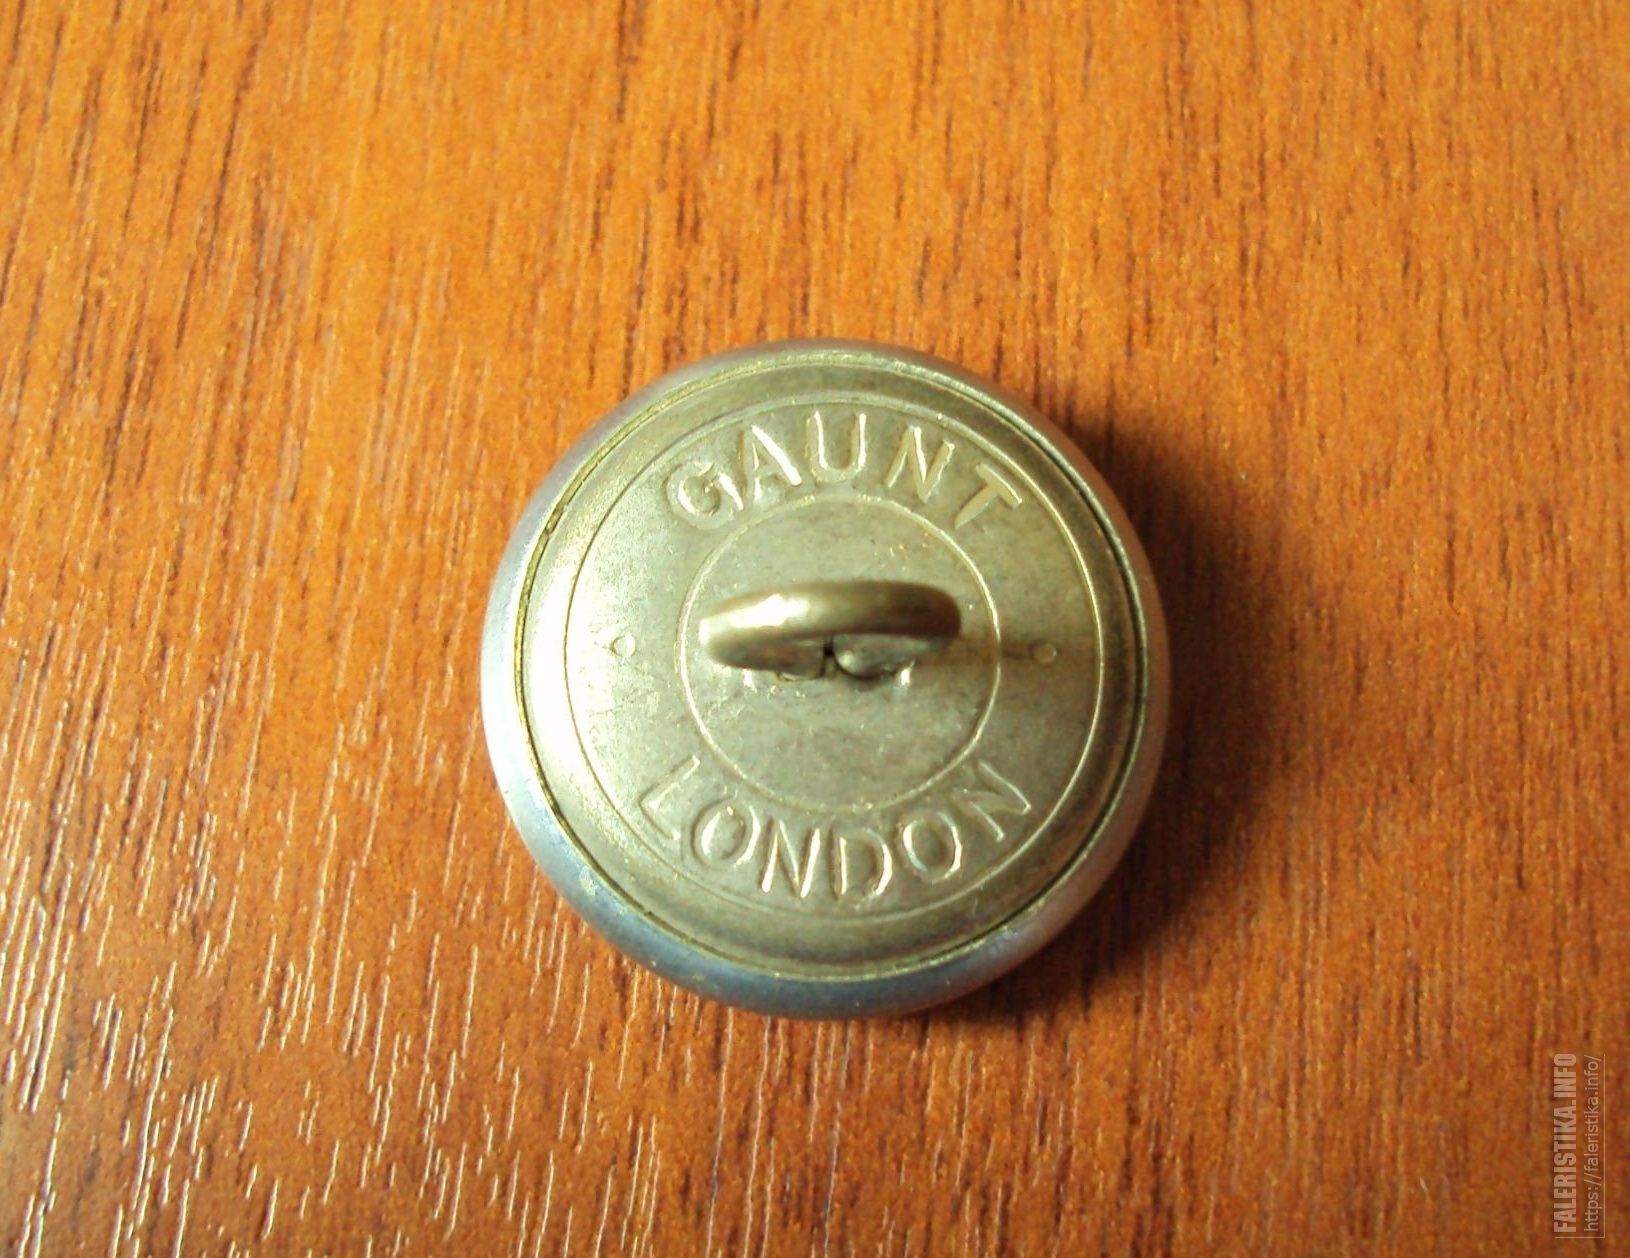 GAUNT
LONDON
FALERISTIKA.INFO
https://faleristika.info/